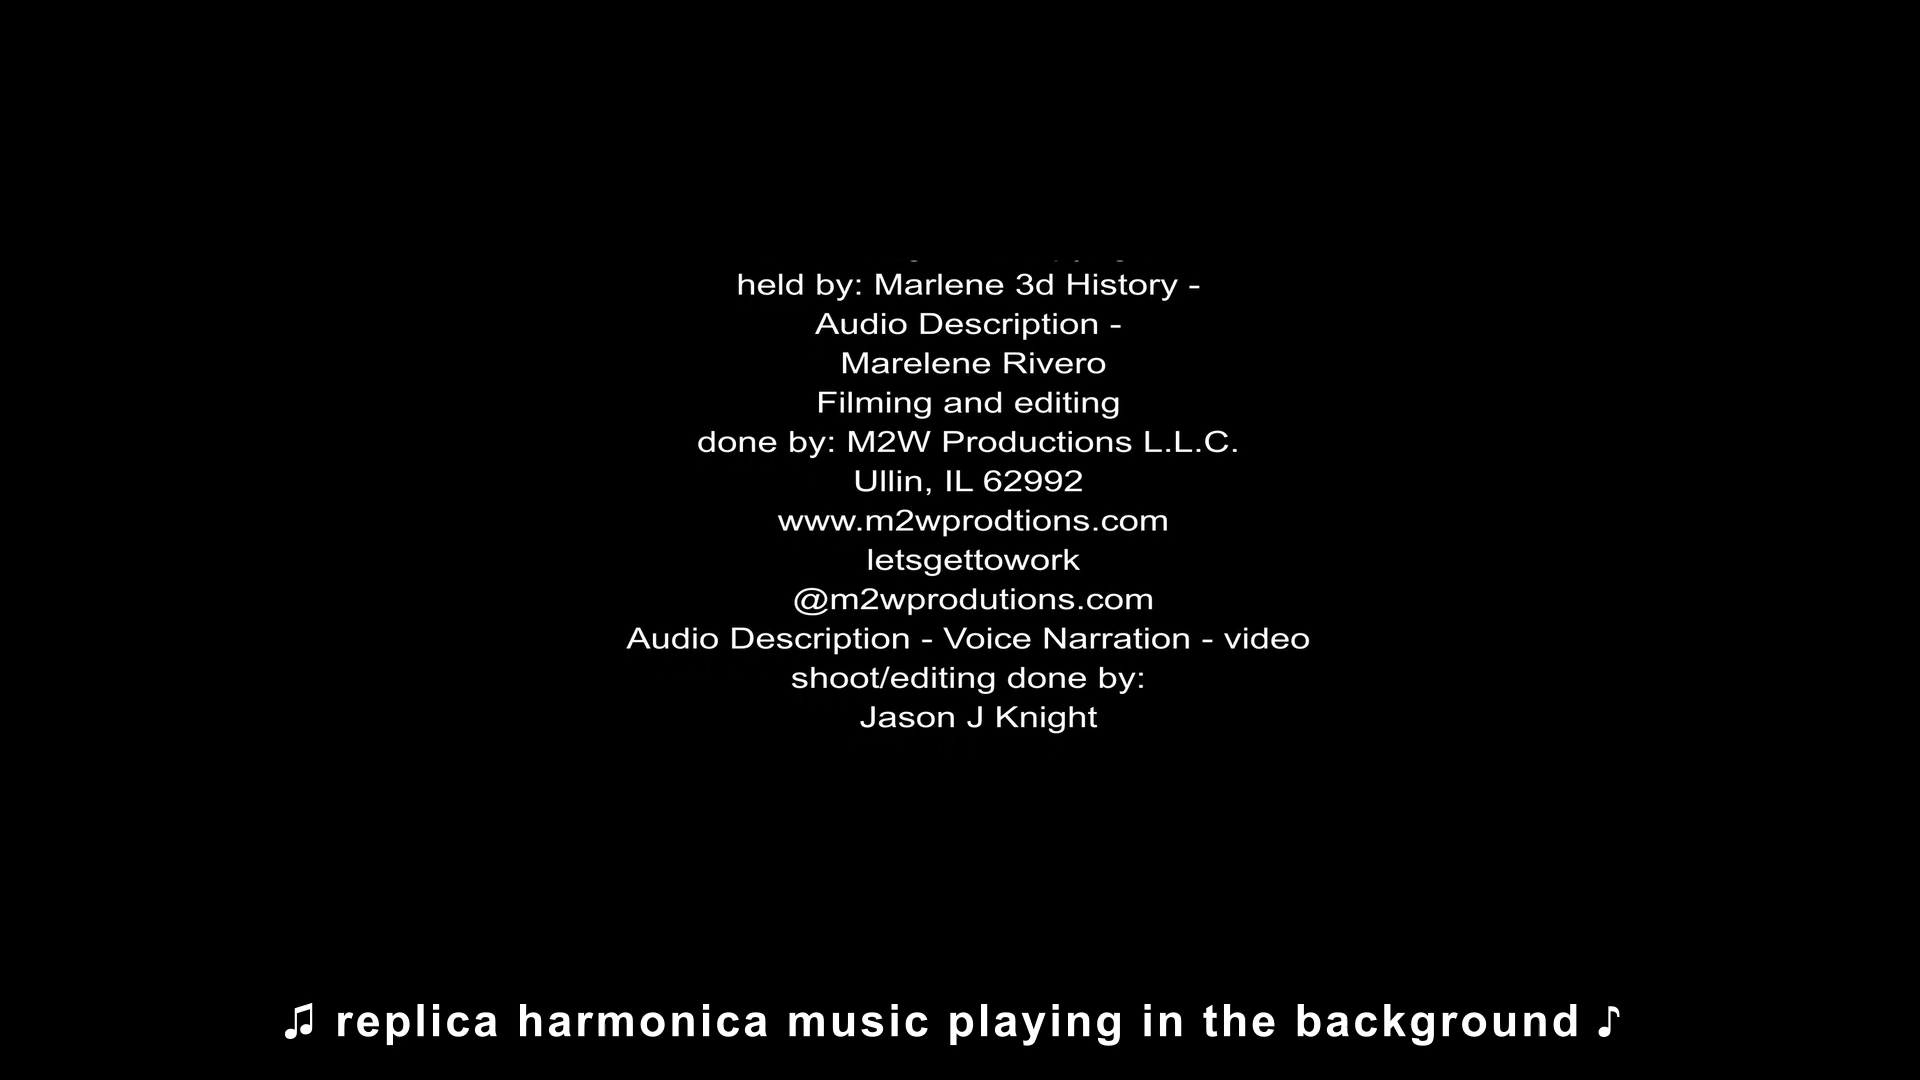 held by: Marlene 3d History -
Audio Description -
Marelene Rivero
Filming and editing
done by: M2W Productions L.L.C.
Ullin, IL 62992
www.m2wprodtions.com
letsgettowork
@m2wprodutions.com
Audio Description - Voice Narration - video
shoot/editing done by:
Jason J Knight
♫ replica harmonica music playing in the background ♪